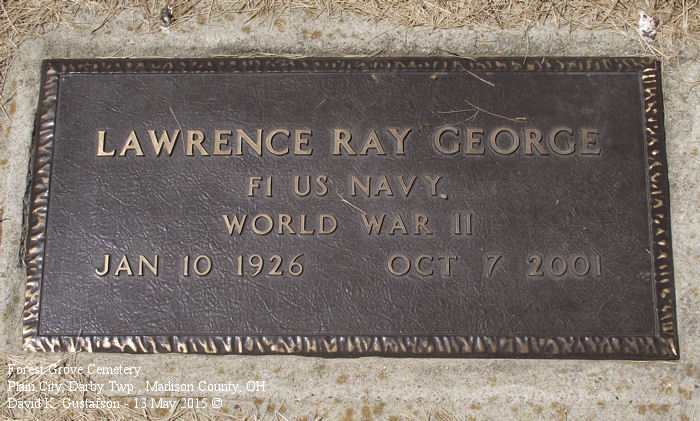 LAWRENCE RAY GEORGE
F1 US NAVY
WORLD WAR II
JAN 10 1926 OCT 7 2001
Forest Grove Cemetery
Plain City, Darby Twp., Madison County, OH
David K. Gustafson - 13 May 2015 ©